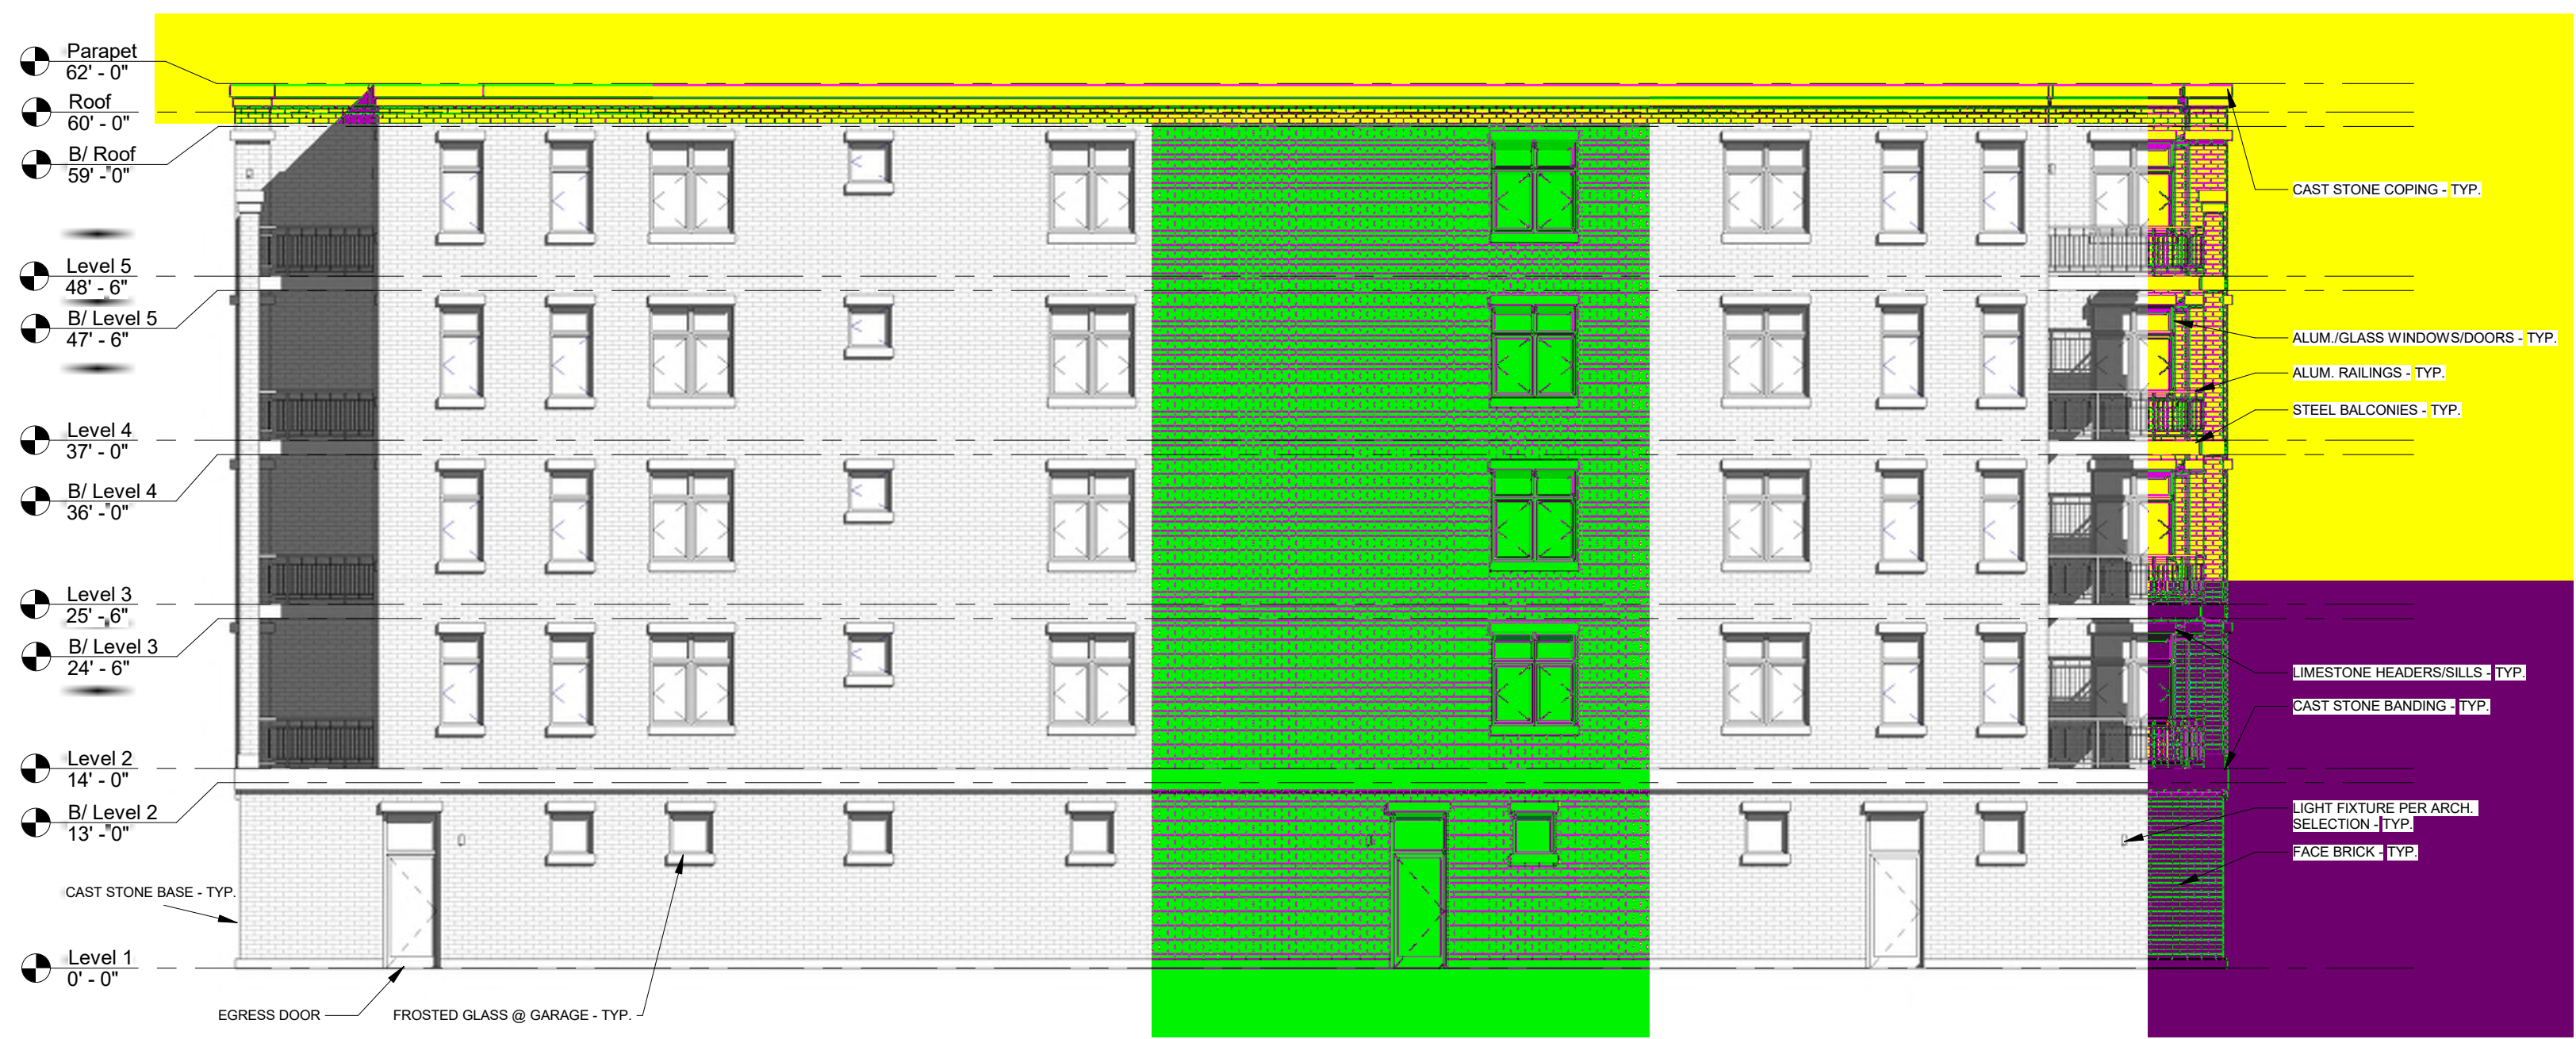 Parapet
62' - 0"
Roof
60' - 0"
B/ Roof
59' - 0"
CAST STONE COPING - TYP.
Level 5
48' - 6"
B/ Level 5
47' - 6"
ALUM./GLASS WINDOWS/DOORS - TYP.
ALUM. RAILINGS - TYP.
STEEL BALCONIES - TYP.
Level 4
37' - 0"
B/ Level 4
36' - 0"
Level 3
25' - 6"
B/ Level 3
24' - 6"
LIMESTONE HEADERS/SILLS - TYP.
CAST STONE BANDING - TYP.
Level 2
14' - 0"
B/ Level 2
13' - 0"
LIGHT FIXTURE PER ARCH.
SELECTION - TYP.
FACE BRICK - TYP.
CAST STONE BASE - TYP.
Level 1
0' - 0"
EGRESS DOOR
FROSTED GLASS @ GARAGE - TYP.